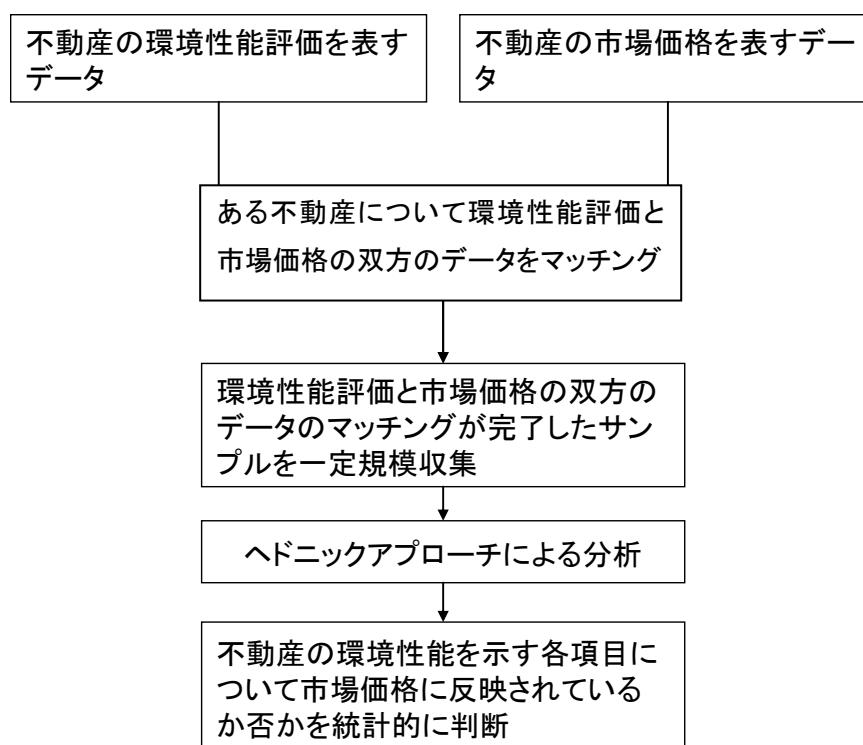 不動産の環境性能評価を表す
データ
不動産の市場価格を表すデー
タ
ある不動産について環境性能評価と
市場価格の双方のデータをマッチング
環境性能評価と市場価格の双方の
データのマッチングが完了したサン
プルを一定規模収集
ヘドニックアプローチによる分析
不動産の環境性能を示す各項目に
ついて市場価格に反映されている
か否かを統計的に判断